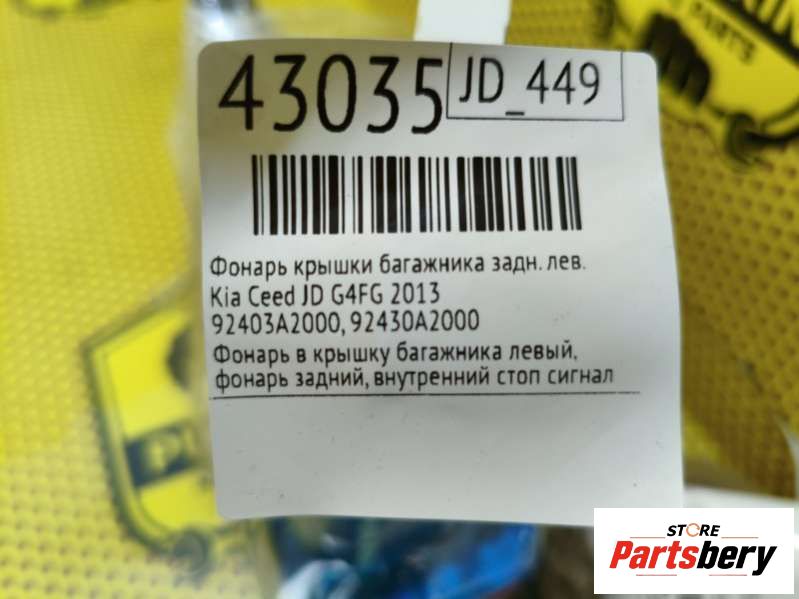 43035
JD_449
Фонарь крышки багажника задн. лев.
Kia Ceed JD G4FG 2013
92403A2000, 92430A2000
Фонарь в крышку багажника левый,
фонарь задний, внутренний стоп сигнал
PARTS
STORE
Partsbery